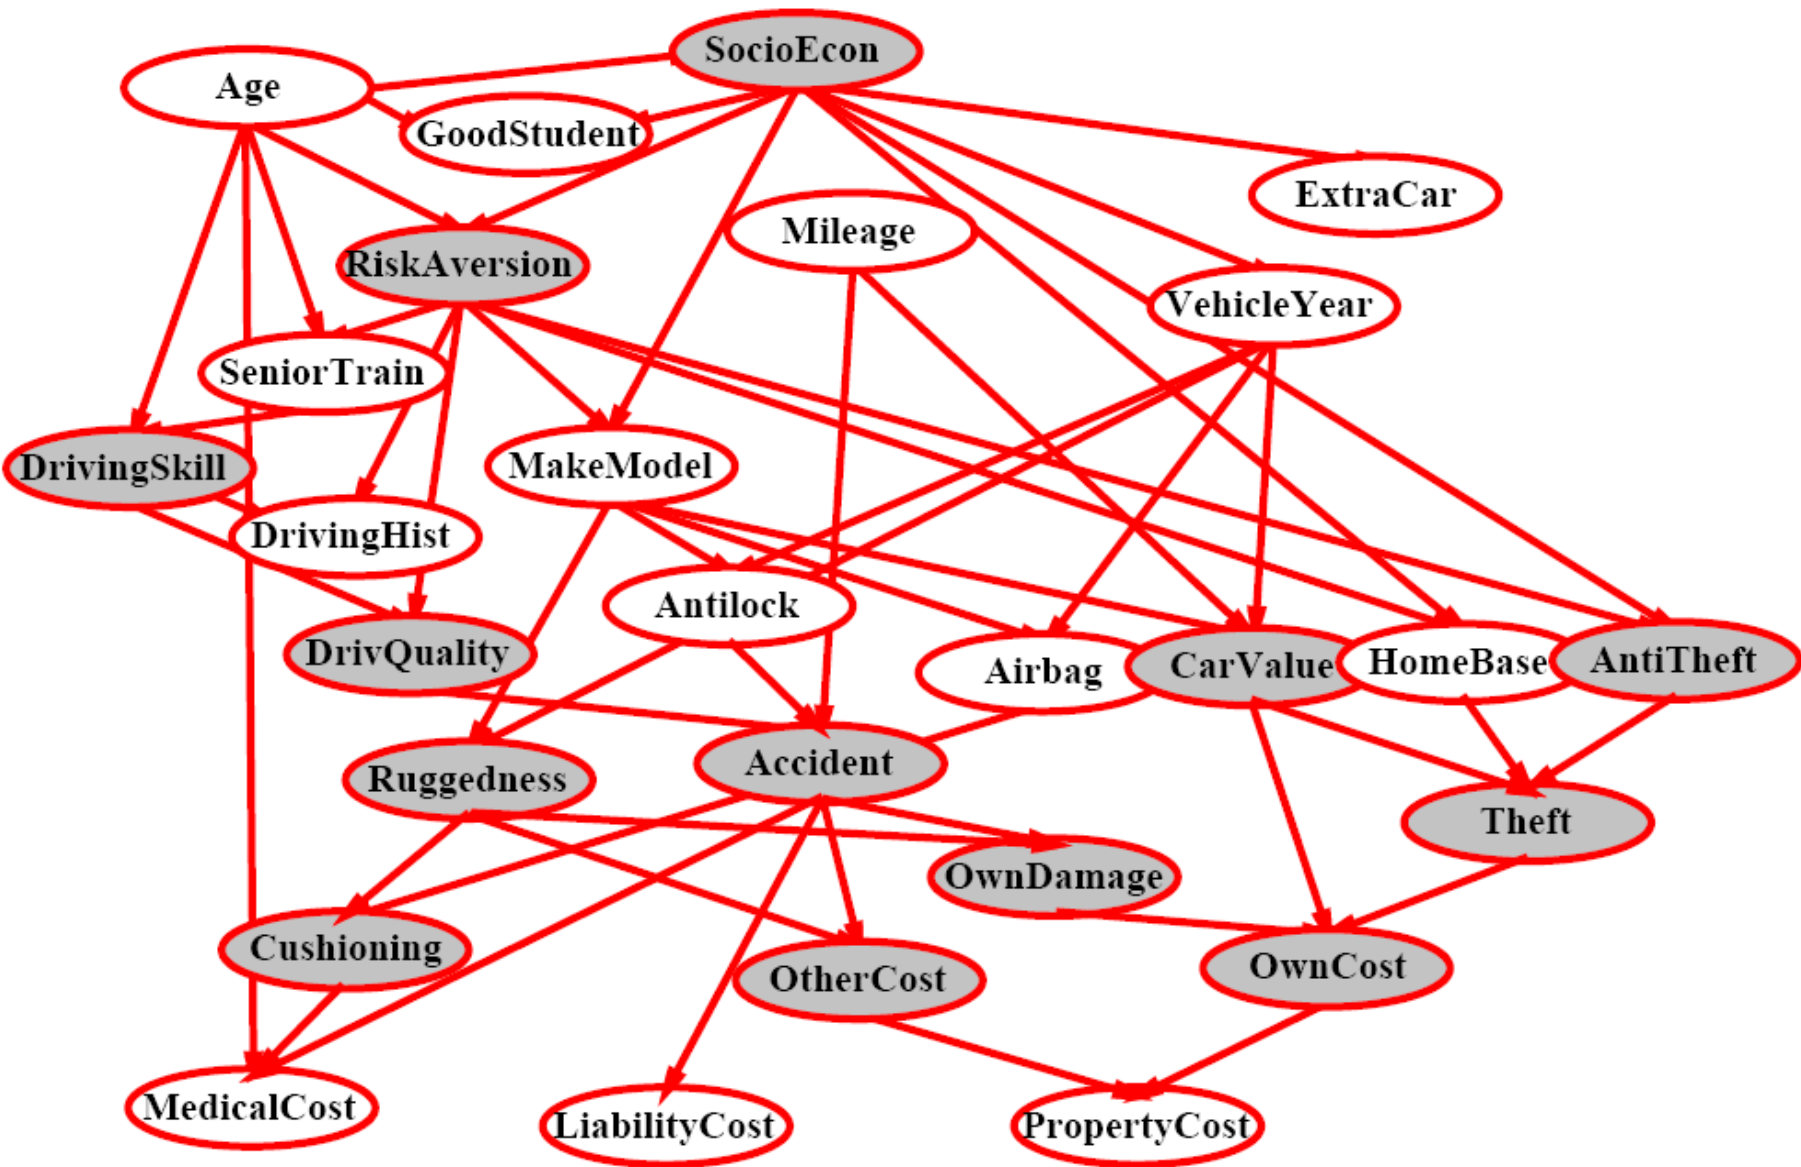 SocioEcon
Age
GoodStudent
ExtraCar
Mileage
RiskAversion
VehicleYear
SeniorTrain
DrivingSkill
MakeModel
DrivingHist
Antilock
DrivQuality
Airbag
CarValue
HomeBase
AntiTheft
Ruggedness
Accident
Theft
OwnDamage
Cushioning
OtherCost
OwnCost
MedicalCost
LiabilityCost
PropertyCost